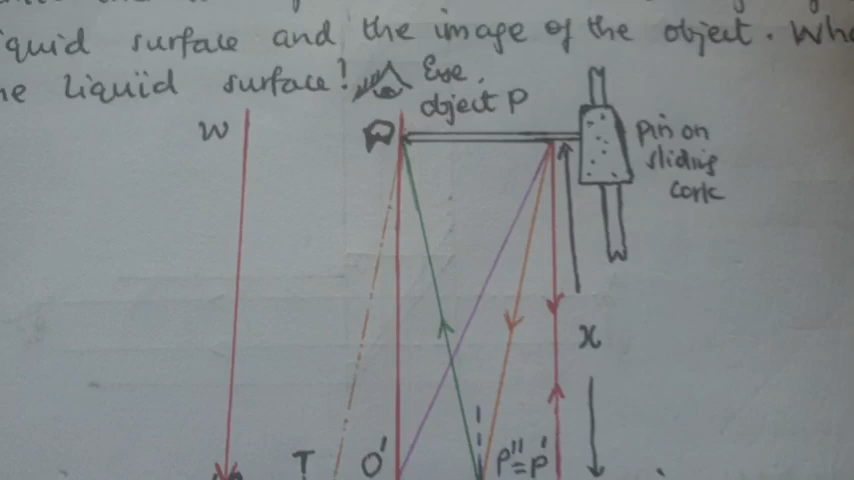 quid surface and the image of the object. Wh
he liquid surface!
Eye.
object P
W
pin on
sliding
cork
x
T
O'
P''=P'